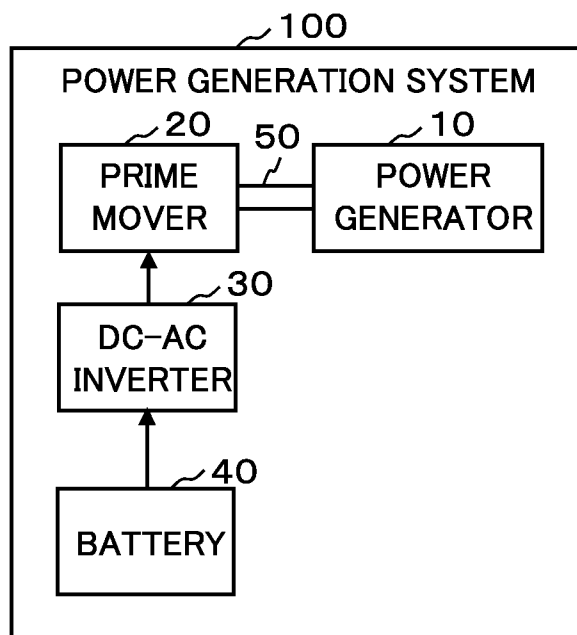 100
POWER GENERATION SYSTEM
20
50
10
PRIME
MOVER
POWER
GENERATOR
30
DC-AC
INVERTER
40
BATTERY